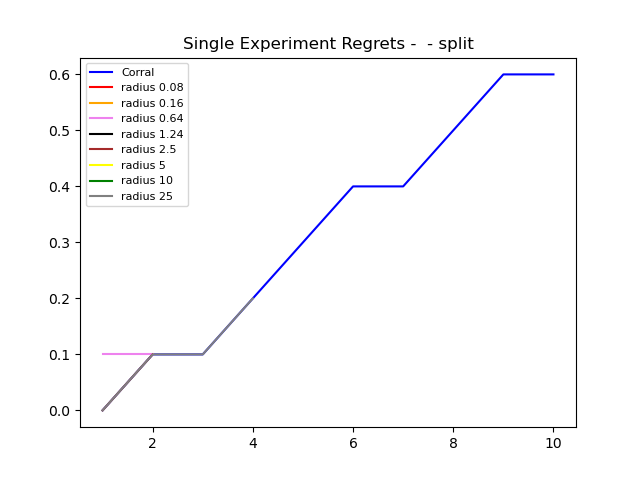 Single Experiment Regrets -  - split
Corral
radius 0.08
radius 0.16
radius 0.64
radius 1.24
radius 2.5
radius 5
radius 10
radius 25
0.6
0.5
0.4
0.3
0.2
0.1
0.0
2 4 6 8 10